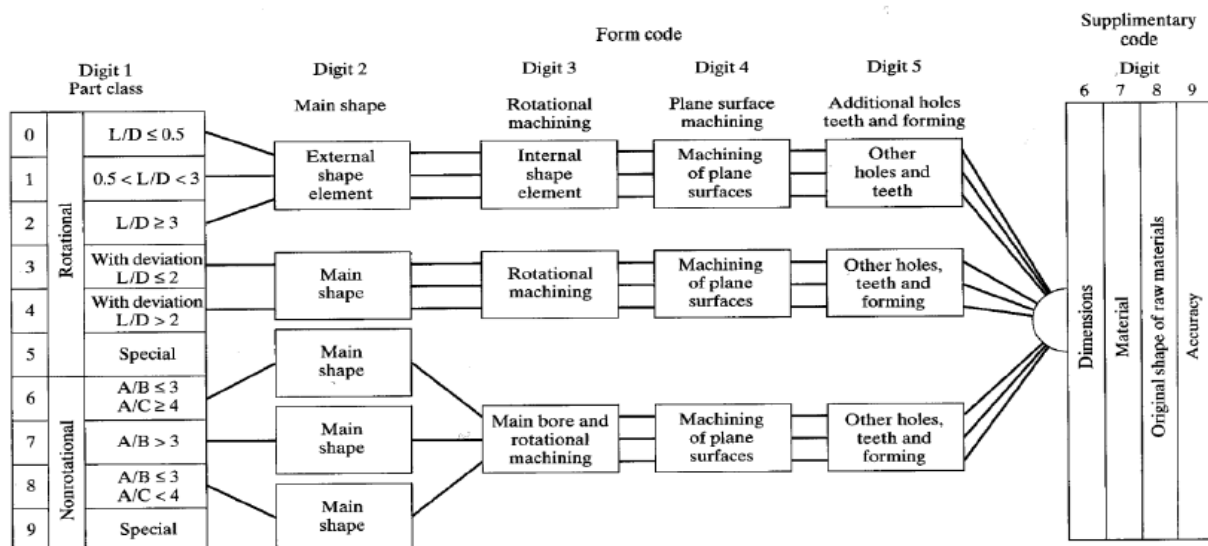 Form code
Supplimentary
code
Digit 1
Part class
Digit 2
Main shape
Digit 3
Rotational
machining
Digit 4
Plane surface
machining
Digit 5
Additional holes
teeth and forming
Digit
6 7 8 9
0
1
2
3
4
5
6
7
8
9
Rotational
Nonrotational
L/D ≤ 0.5
0.5 < L/D < 3
L/D ≥ 3
With deviation
L/D ≤ 2
With deviation
L/D > 2
Special
A/B ≤ 3
A/C ≥ 4
A/B > 3
A/B ≤ 3
A/C < 4
Special
External
shape
element
Internal
shape
element
Machining
of plane
surfaces
Other
holes and
teeth
Main
shape
Rotational
machining
Machining
of plane
surfaces
Other holes,
teeth and
forming
Main
shape
Main
shape
Main
shape
Main bore and
rotational
machining
Machining
of plane
surfaces
Other holes,
teeth and
forming
Dimensions
Material
Original shape of raw materials
Accuracy